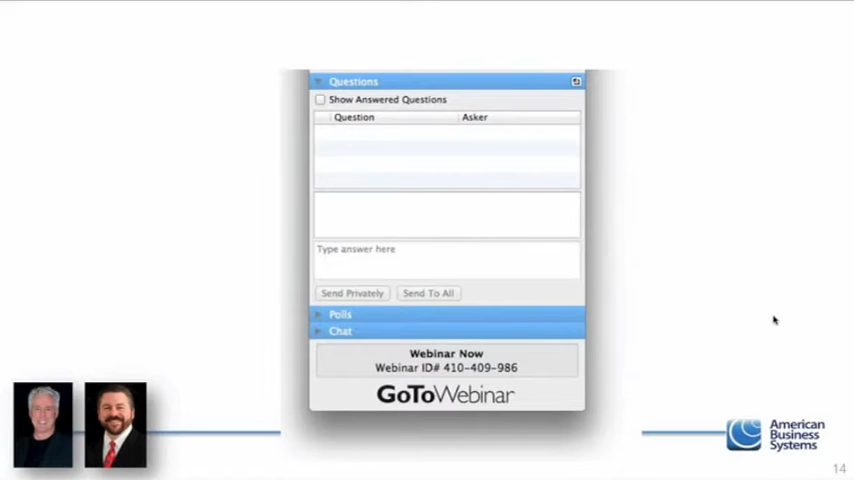 Questions
Show Answered Questions
Question Asker
Type answer here
Send Privately Send To All
Polls
Chat
Webinar Now
Webinar ID# 410-409-986
GoToWebinar
American
Business
Systems
14